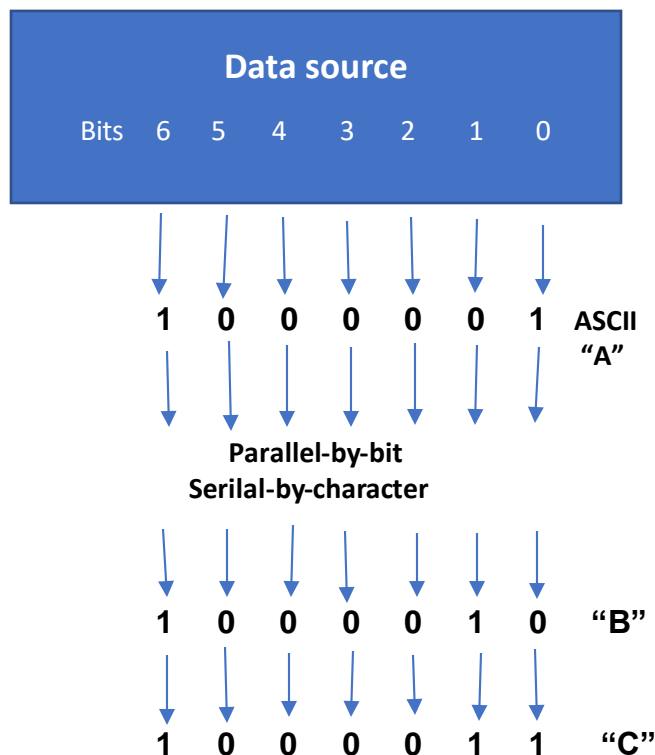 Data source
Bits 6 5 4 3 2 1 0
1 0 0 0 0 0 1 ASCII
“A”
Parallel-by-bit
Serilal-by-character
1 0 0 0 0 1 0 “B”
1 0 0 0 0 1 1 “C”